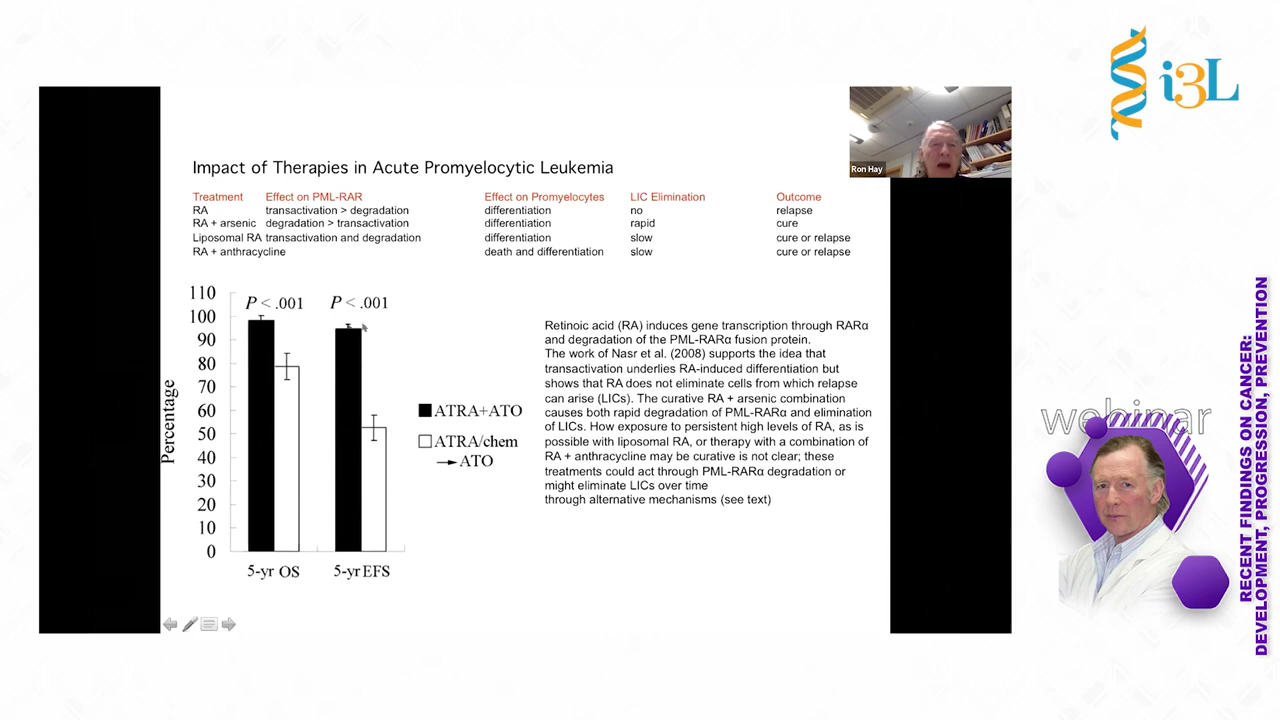 i3L
Ron Hay
Impact of Therapies in Acute Promyelocytic Leukemia
Treatment Effect on PML-RAR Effect on Promyelocytes LIC Elimination Outcome
RA transactivation > degradation differentiation no relapse
RA + arsenic degradation > transactivation differentiation rapid cure
Liposomal RA transactivation and degradation differentiation slow cure or relapse
RA + anthracycline death and differentiation slow cure or relapse
110
100
90
80
70
60
50
40
30
20
10
0
Percentage
P < .001 P < .001
ATRA+ATO
ATRA/chem
→ATO
5-yr OS 5-yr EFS
Retinoic acid (RA) induces gene transcription through RARα
and degradation of the PML-RARα fusion protein.
The work of Nasr et al. (2008) supports the idea that
transactivation underlies RA-induced differentiation but
shows that RA does not eliminate cells from which relapse
can arise (LICs). The curative RA + arsenic combination
causes both rapid degradation of PML-RARα and elimination
of LICs. How exposure to persistent high levels of RA, as is
possible with liposomal RA, or therapy with a combination of
RA + anthracycline may be curative is not clear; these
treatments could act through PML-RARα degradation or
might eliminate LICs over time
through alternative mechanisms (see text)
webinar
RECENT FINDINGS ON CANCER:
DEVELOPMENT, PROGRESSION, PREVENTION